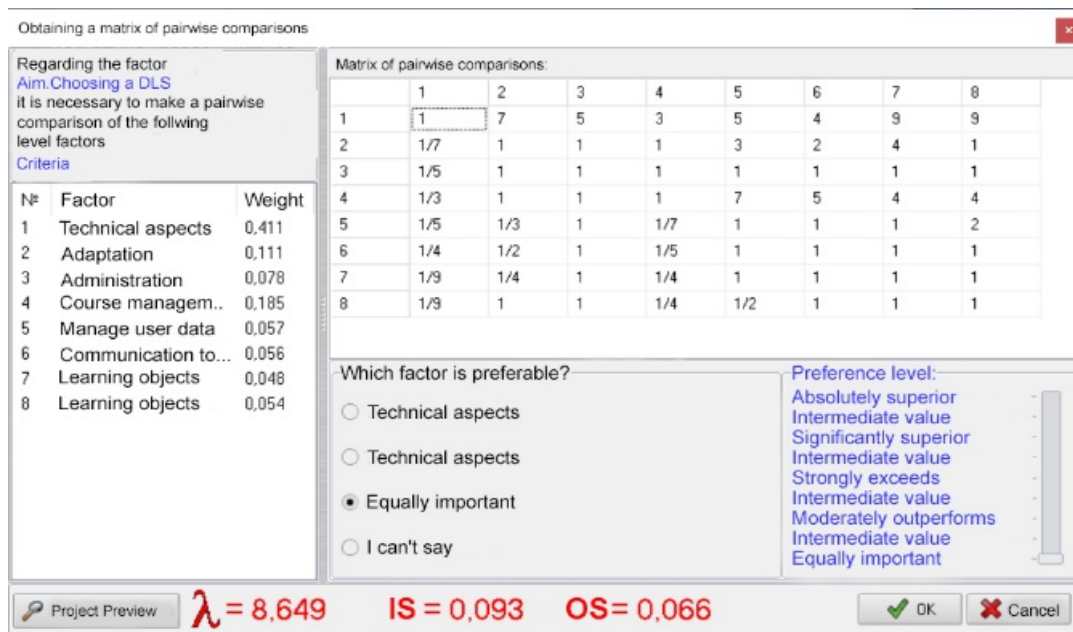 Obtaining a matrix of pairwise comparisons
Regarding the factor
Aim.Choosing a DLS
it is necessary to make a pairwise
comparison of the follwing
level factors
Criteria
№ Factor Weight
1 Technical aspects 0,411
2 Adaptation 0,111
3 Administration 0,078
4 Course managem.. 0,185
5 Manage user data 0,057
6 Communication to... 0,056
7 Learning objects 0,048
8 Learning objects 0,054
Matrix of pairwise comparisons:
1 2 3 4 5 6 7 8
1 1 7 5 3 5 4 9 9
2 1/7 1 1 1 3 2 4 1
3 1/5 1 1 1 1 1 1 1
4 1/3 1 1 1 7 5 4 4
5 1/5 1/3 1 1/7 1 1 1 2
6 1/4 1/2 1 1/5 1 1 1 1
7 1/9 1/4 1 1/4 1 1 1 1
8 1/9 1 1 1/4 1/2 1 1 1
Which factor is preferable?
Technical aspects
Technical aspects
Equally important
I can't say
Preference level:
Absolutely superior
Intermediate value
Significantly superior
Intermediate value
Strongly exceeds
Intermediate value
Moderately outperforms
Intermediate value
Equally important
Project Preview λ = 8,649 IS = 0,093 OS= 0,066 OK Cancel